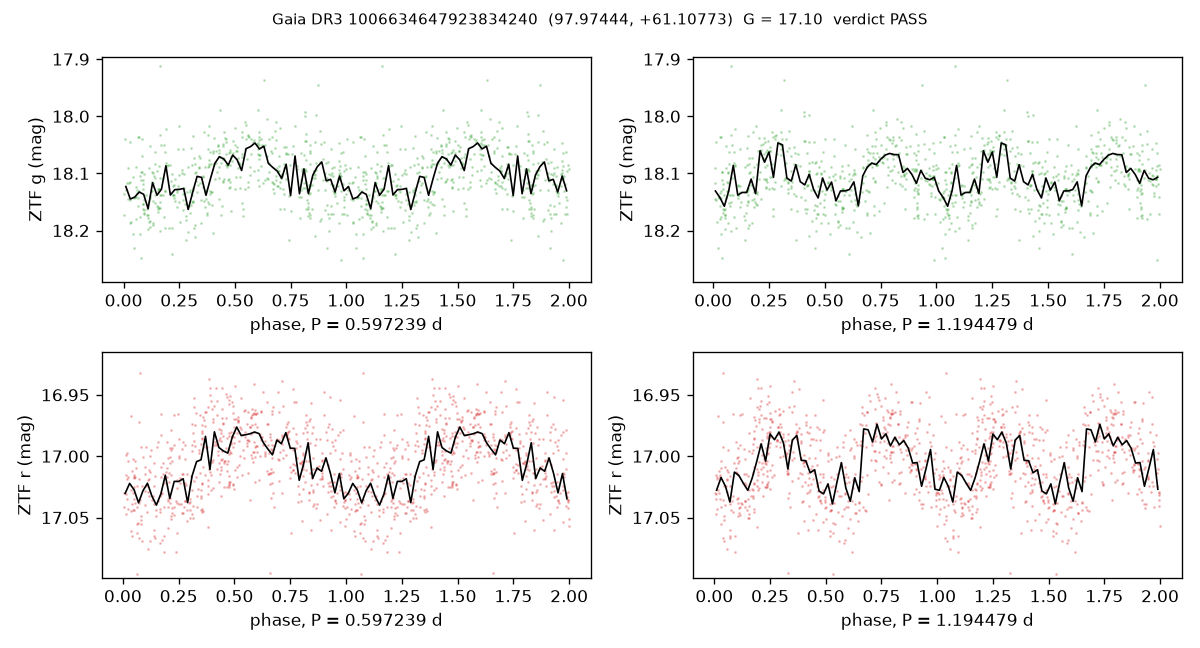 Gaia DR3 1006634647923834240  (97.97444, +61.10773)  G = 17.10  verdict PASS
17.9
18.0
18.1
18.2
ZTF g (mag)
0.00 0.25 0.50 0.75 1.00 1.25 1.50 1.75 2.00
phase, P = 0.597239 d
17.9
18.0
18.1
18.2
ZTF g (mag)
0.00 0.25 0.50 0.75 1.00 1.25 1.50 1.75 2.00
phase, P = 1.194479 d
16.95
17.00
17.05
ZTF r (mag)
0.00 0.25 0.50 0.75 1.00 1.25 1.50 1.75 2.00
phase, P = 0.597239 d
16.95
17.00
17.05
ZTF r (mag)
0.00 0.25 0.50 0.75 1.00 1.25 1.50 1.75 2.00
phase, P = 1.194479 d